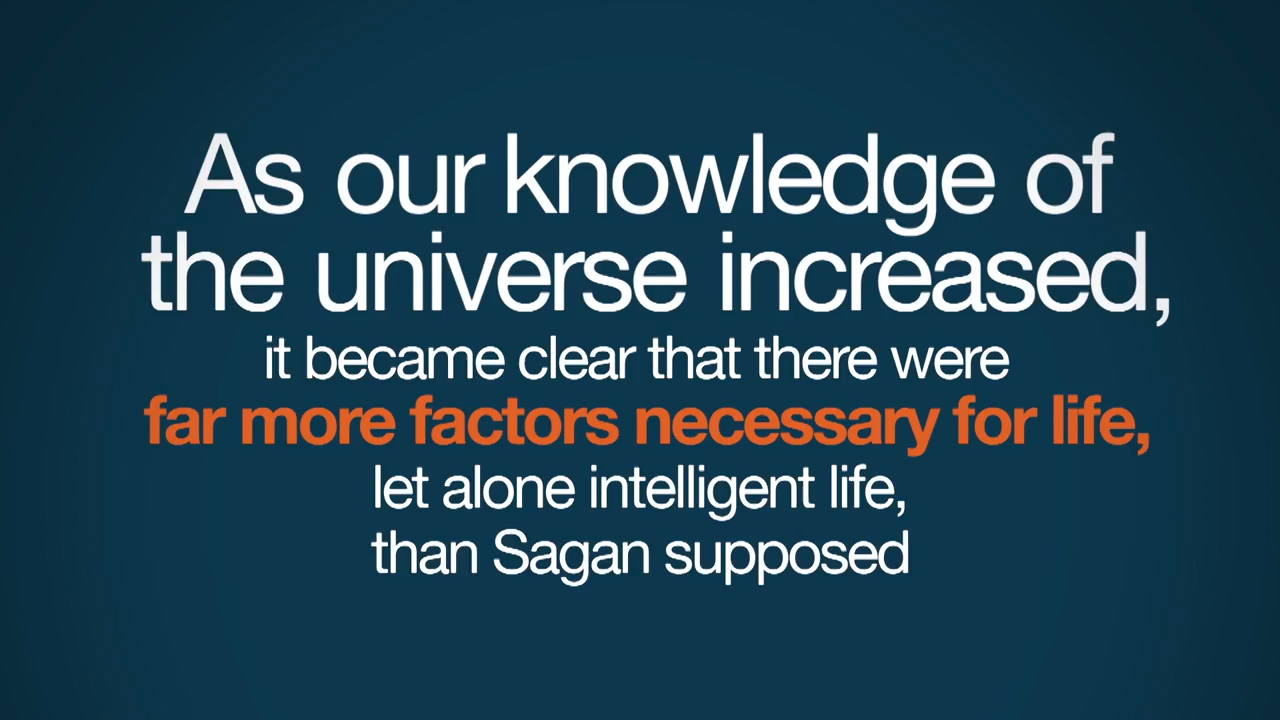 As our knowledge of
the universe increased,
it became clear that there were
far more factors necessary for life,
let alone intelligent life,
than Sagan supposed